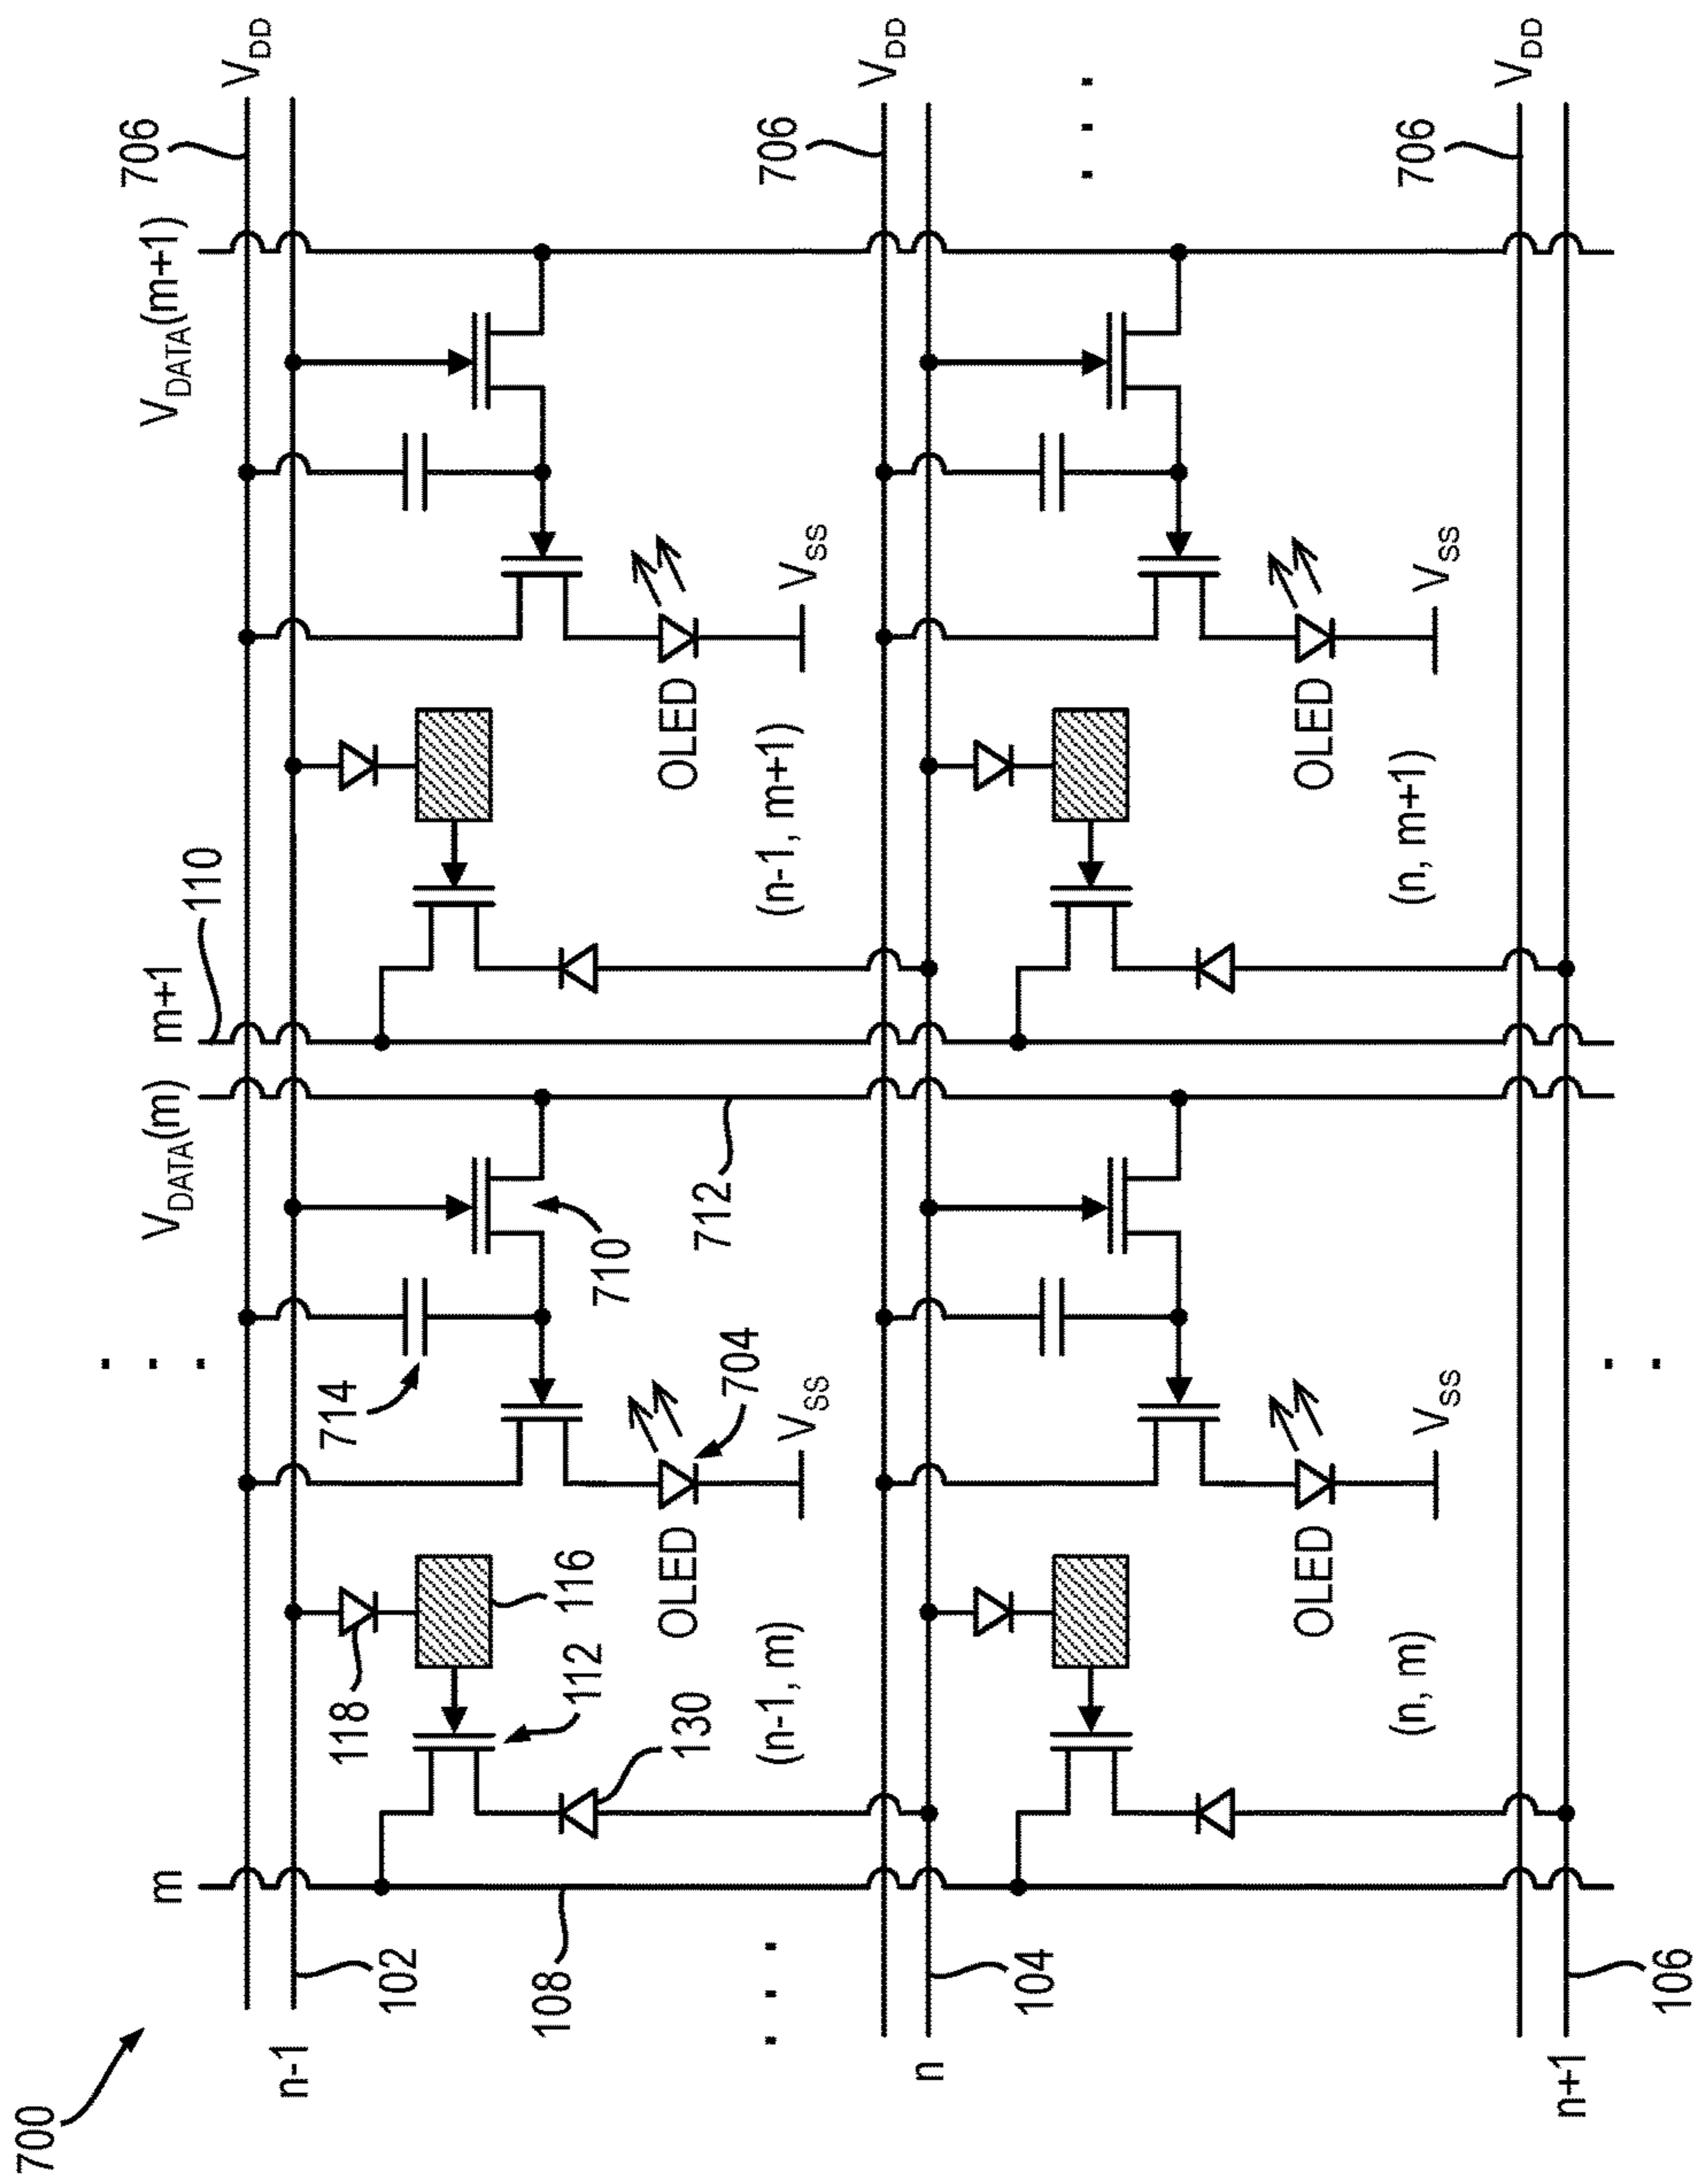 700
m
V_DATA(m)
m+1
V_DATA(m+1)
706
110
V_DD
n-1
118
714
102
108
112
116
710
130
OLED
704
712
OLED
(n-1, m)
V_SS
(n-1, m+1)
V_SS
706
V_DD
n
104
OLED
OLED
(n, m)
V_SS
(n, m+1)
V_SS
706
V_DD
n+1
106